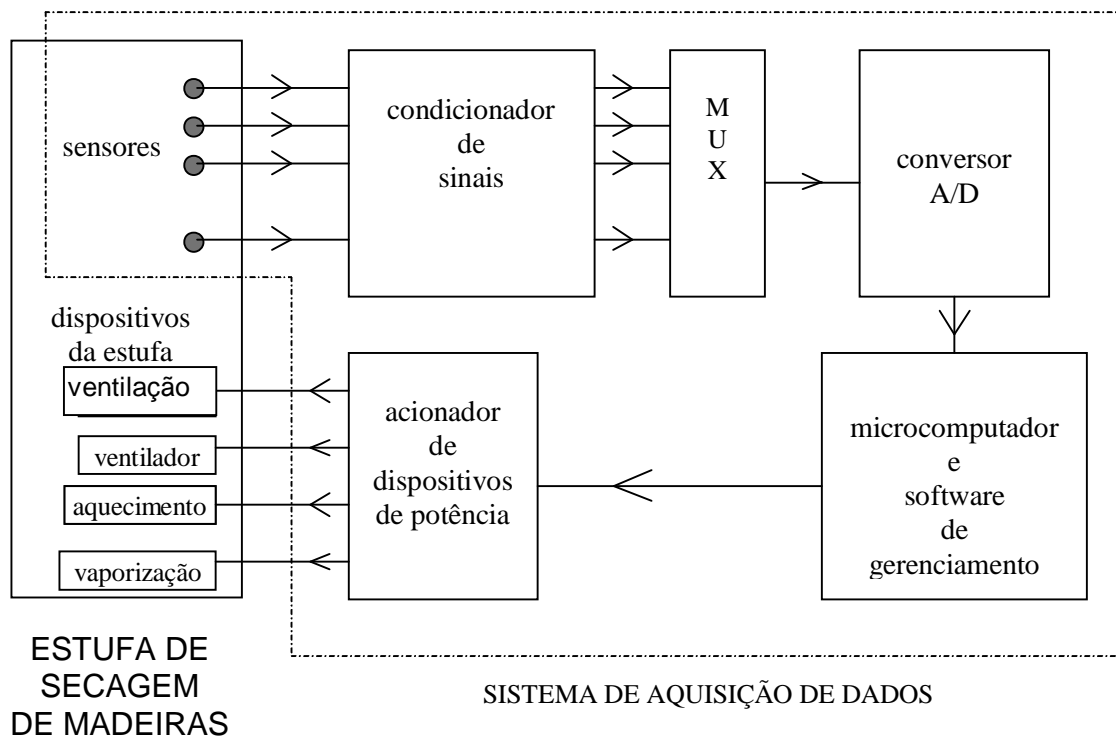 sensores
condicionador
de
sinais
M
U
X
conversor
A/D
dispositivos
da estufa
ventilação
ventilador
aquecimento
vaporização
acionador
de
dispositivos
de potência
microcomputador
e
software
de
gerenciamento
ESTUFA DE
SECAGEM
DE MADEIRAS
SISTEMA DE AQUISIÇÃO DE DADOS